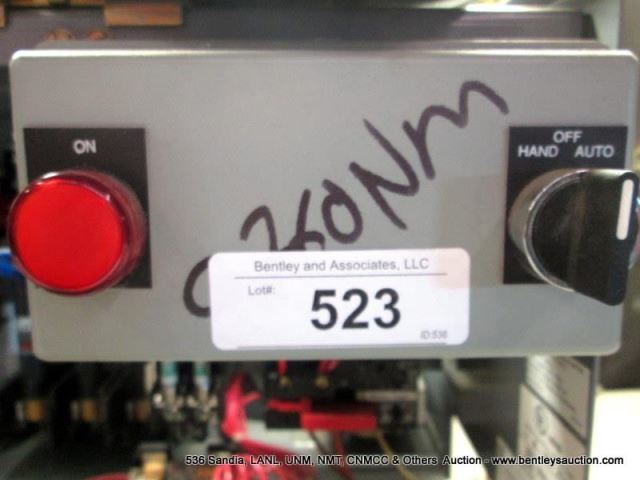 OFF
ON
HAND AUTO
Bentley and Associates, LLC
Lot#:
523
ID:536
536 Sandia, LANL, UNM, NMT, CNMCC & Others Auction - www.bentleysauction.com